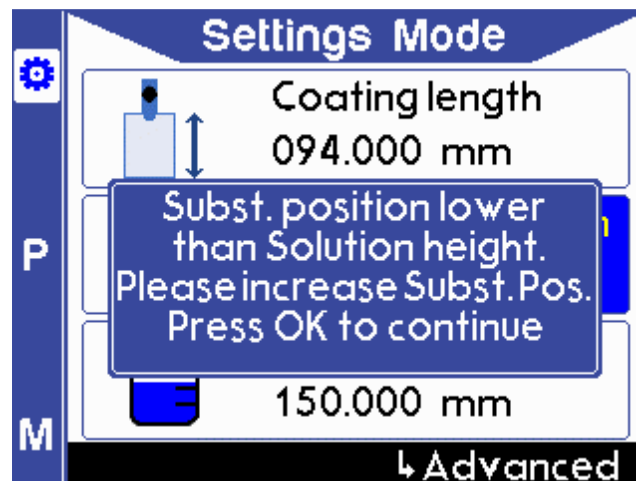 Settings Mode
Coating length
094.000 mm
P
Subst. position lower
than Solution height.
Please increase Subst. Pos.
Press OK to continue
150.000 mm
M
↳ Advanced